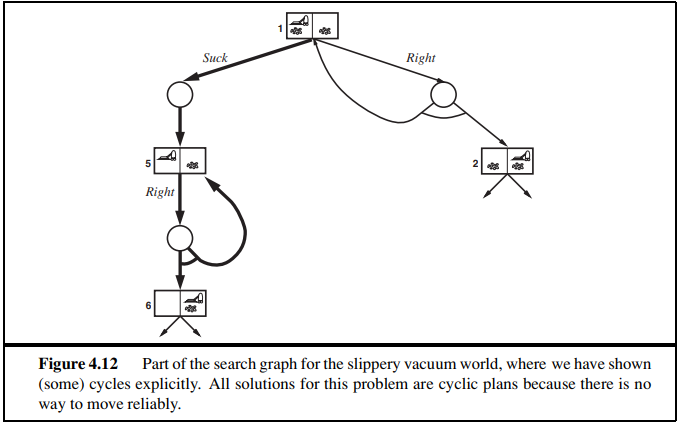 1
Suck
Right
5
2
Right
6
Figure 4.12 Part of the search graph for the slippery vacuum world, where we have shown
(some) cycles explicitly. All solutions for this problem are cyclic plans because there is no
way to move reliably.